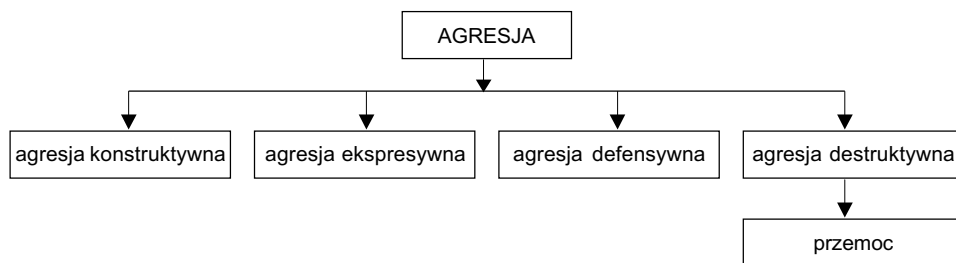 AGRESJA
agresja konstruktywna
agresja ekspresywna
agresja defensywna
agresja destruktywna
przemoc